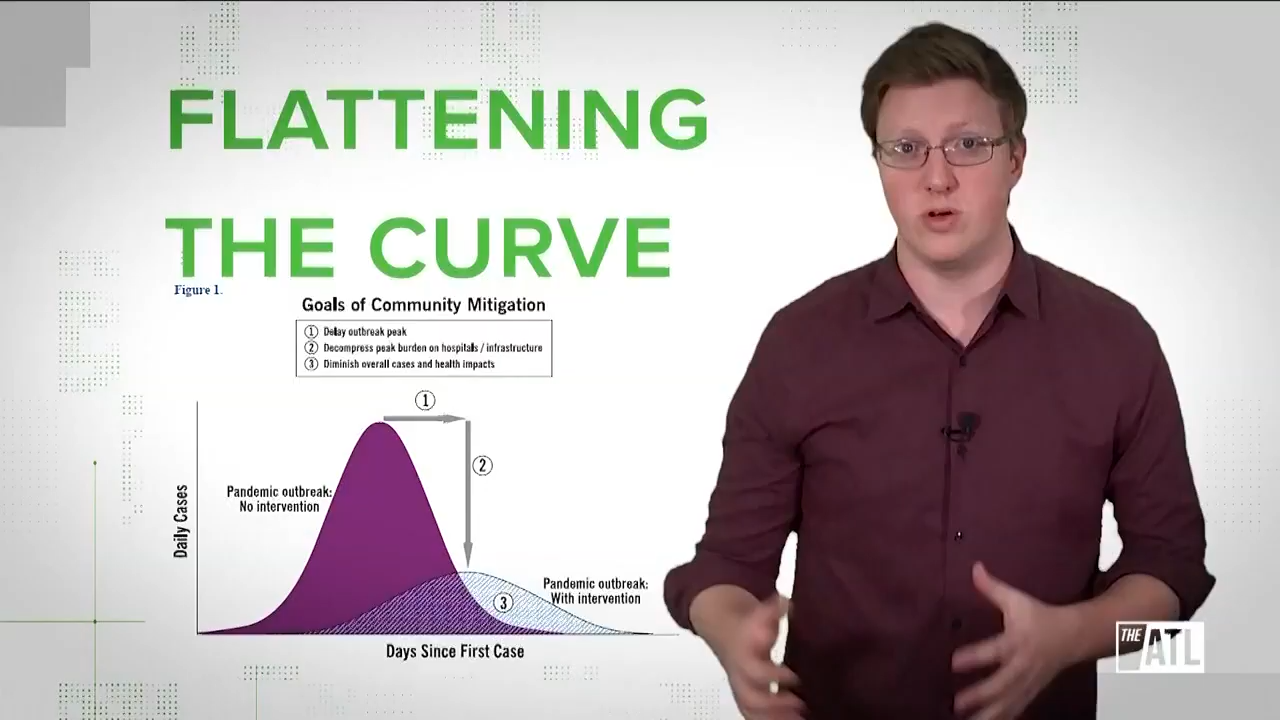 FLATTENING
THE CURVE
Figure 1.
Goals of Community Mitigation
① Delay outbreak peak
② Decompress peak burden on hospitals / infrastructure
③ Diminish overall cases and health impacts
①
②
Pandemic outbreak:
No intervention
Daily Cases
Pandemic outbreak:
With intervention
③
Days Since First Case
THE ATL